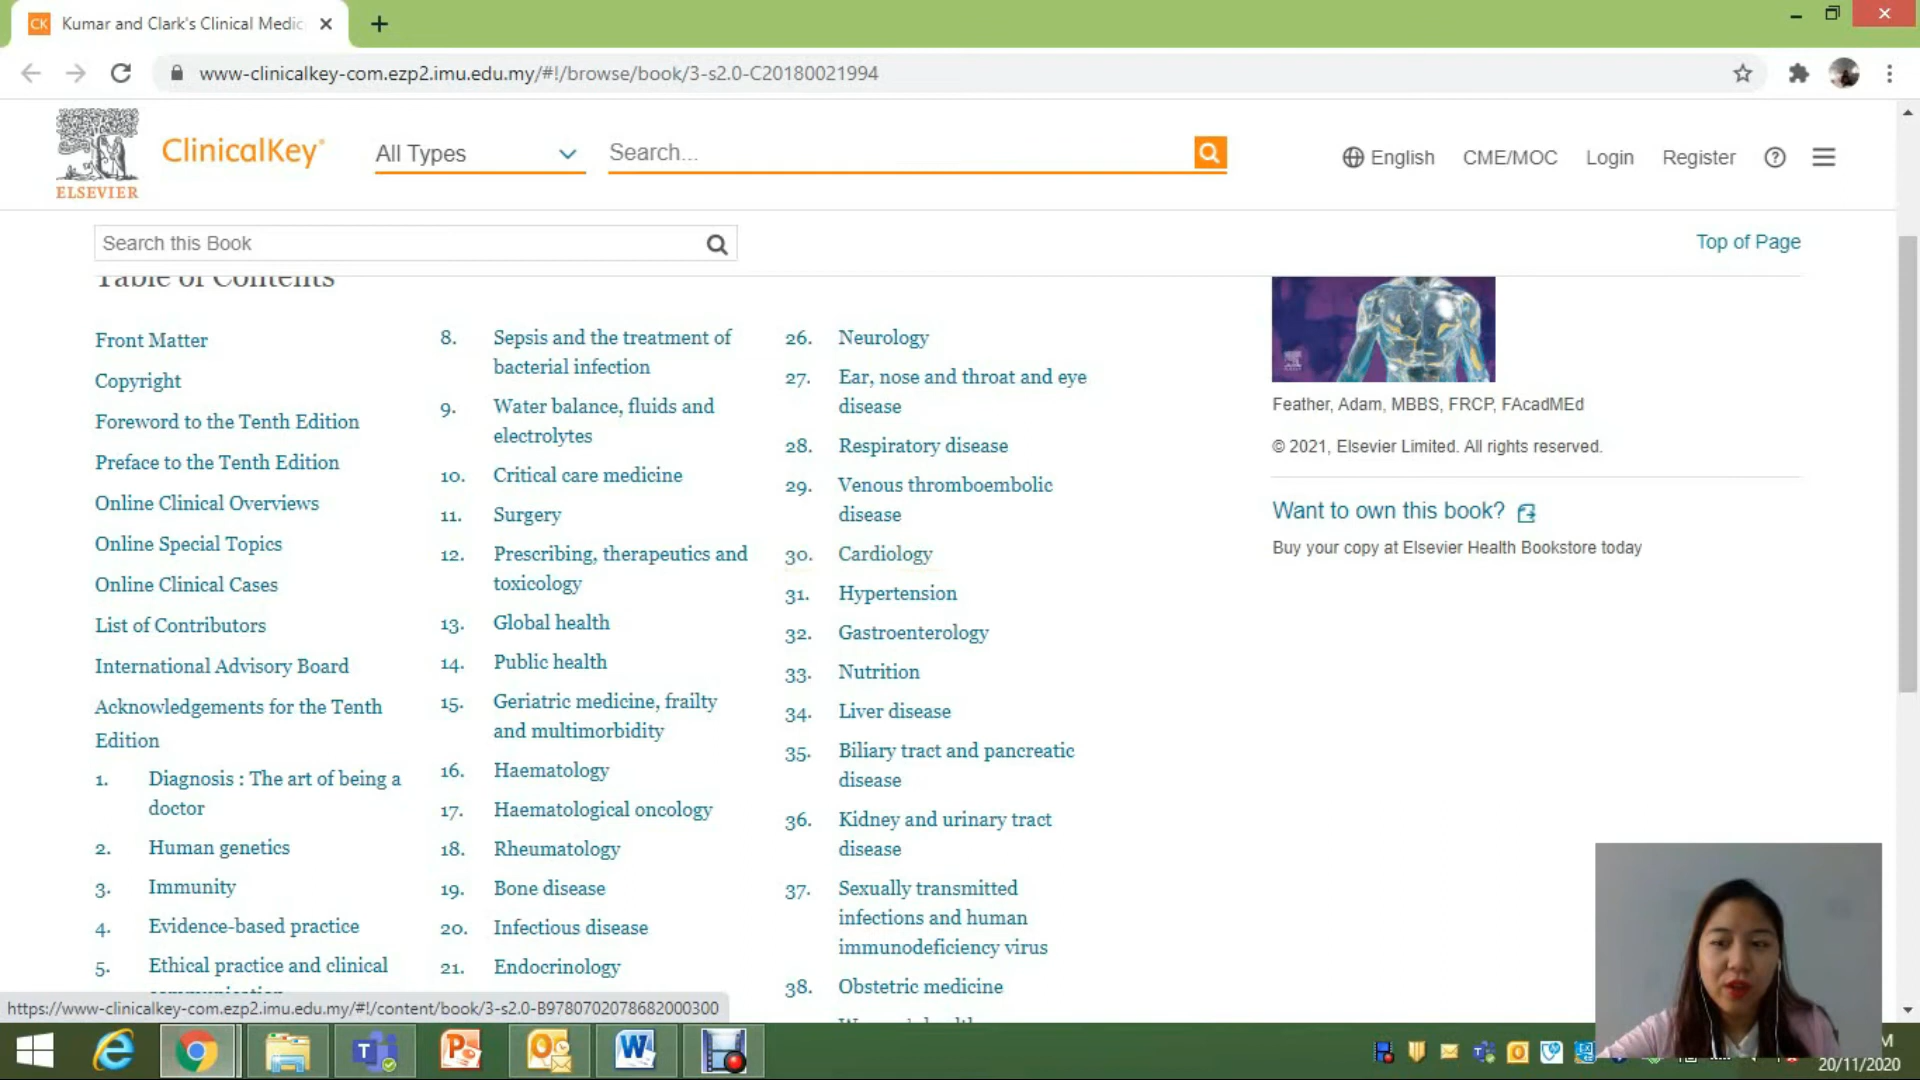 CK Kumar and Clark's Clinical Medic
www-clinicalkey-com.ezp2.imu.edu.my/#!/browse/book/3-s2.0-C20180021994
ELSEVIER
ClinicalKey®
All Types
Search...
English
CME/MOC
Login
Register
Search this Book
Top of Page
Table of Contents
Front Matter
Copyright
Foreword to the Tenth Edition
Preface to the Tenth Edition
Online Clinical Overviews
Online Special Topics
Online Clinical Cases
List of Contributors
International Advisory Board
Acknowledgements for the Tenth
Edition
1. Diagnosis : The art of being a
doctor
2. Human genetics
3. Immunity
4. Evidence-based practice
5. Ethical practice and clinical
8. Sepsis and the treatment of
bacterial infection
9. Water balance, fluids and
electrolytes
10. Critical care medicine
11. Surgery
12. Prescribing, therapeutics and
toxicology
13. Global health
14. Public health
15. Geriatric medicine, frailty
and multimorbidity
16. Haematology
17. Haematological oncology
18. Rheumatology
19. Bone disease
20. Infectious disease
21. Endocrinology
26. Neurology
27. Ear, nose and throat and eye
disease
28. Respiratory disease
29. Venous thromboembolic
disease
30. Cardiology
31. Hypertension
32. Gastroenterology
33. Nutrition
34. Liver disease
35. Biliary tract and pancreatic
disease
36. Kidney and urinary tract
disease
37. Sexually transmitted
infections and human
immunodeficiency virus
38. Obstetric medicine
Feather, Adam, MBBS, FRCP, FAcadMEd
© 2021, Elsevier Limited. All rights reserved.
Want to own this book?
Buy your copy at Elsevier Health Bookstore today
https://www-clinicalkey-com.ezp2.imu.edu.my/#!/content/book/3-s2.0-B9780702078682000300
M
20/11/2020